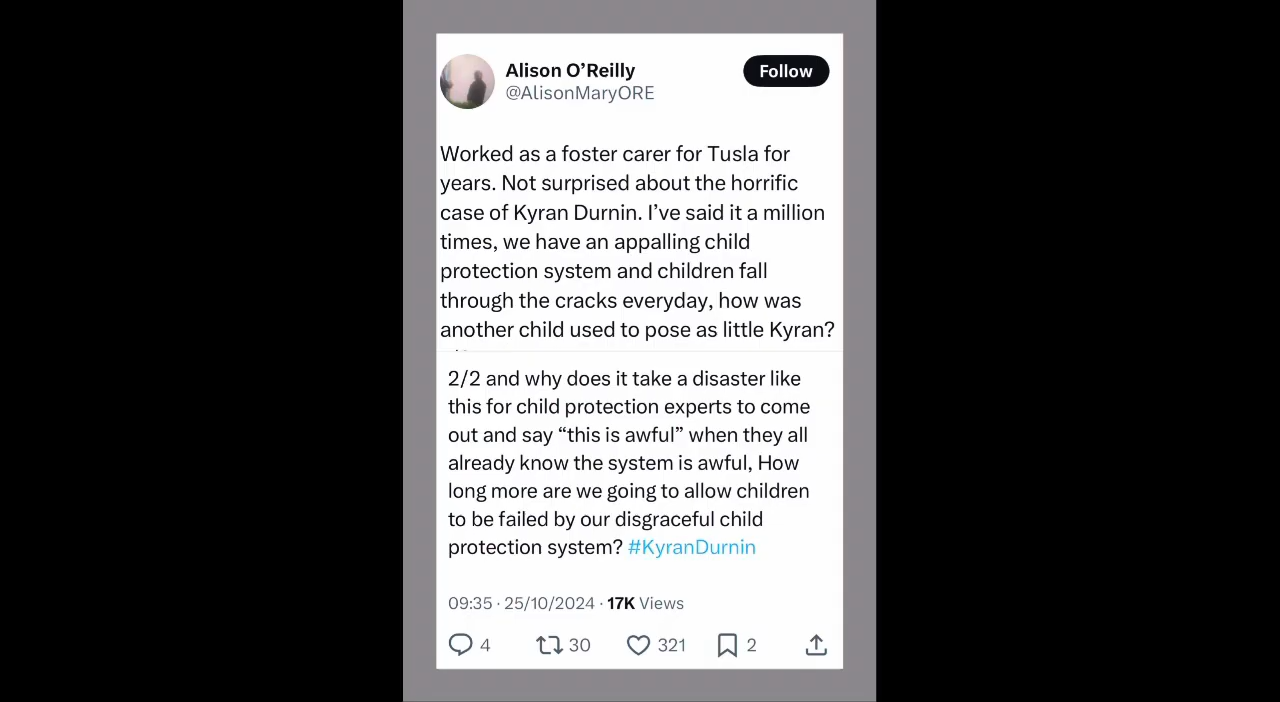 Alison O’Reilly
@AlisonMaryORE
Follow
Worked as a foster carer for Tusla for
years. Not surprised about the horrific
case of Kyran Durnin. I’ve said it a million
times, we have an appalling child
protection system and children fall
through the cracks everyday, how was
another child used to pose as little Kyran?
2/2 and why does it take a disaster like
this for child protection experts to come
out and say “this is awful” when they all
already know the system is awful, How
long more are we going to allow children
to be failed by our disgraceful child
protection system? #KyranDurnin
09:35 · 25/10/2024 · 17K Views
4 30 321 2